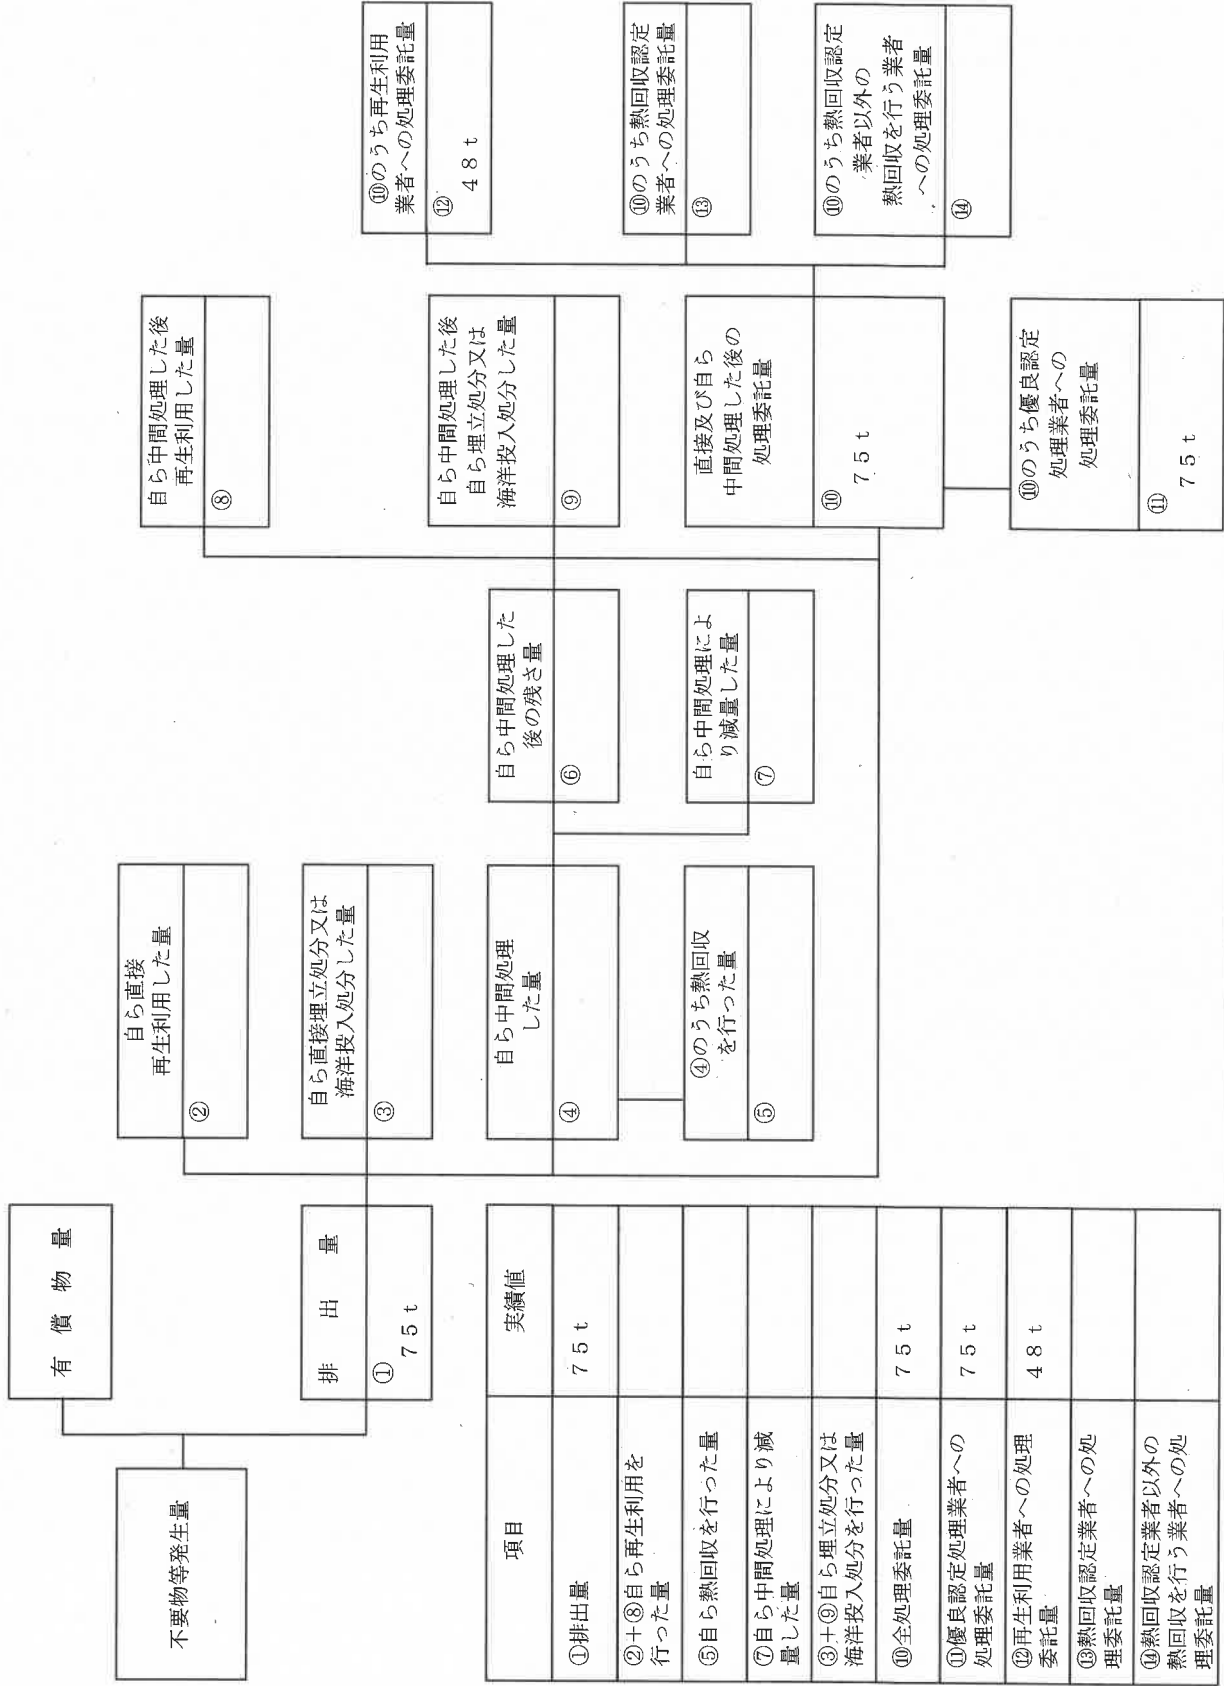 不要物等発生量
有償物量
排出量
①
75t
自ら直接
再生利用した量
②
自ら直接埋立処分又は
海洋投入処分した量
③
自ら中間処理
した量
④
④のうち熱回収
を行った量
⑤
自ら中間処理した
後の残さ量
⑥
自ら中間処理によ
り減量した量
⑦
自ら中間処理した後
再生利用した量
⑧
自ら中間処理した後
自ら埋立処分又は
海洋投入処分した量
⑨
直接及び自ら
中間処理した後の
処理委託量
⑩
75t
⑩のうち優良認定
処理業者への
処理委託量
⑪
75t
⑩のうち再生利用
業者への処理委託量
⑫
48t
⑩のうち熱回収認定
業者への処理委託量
⑬
⑩のうち熱回収認定
業者以外の
熱回収を行う業者
への処理委託量
⑭
項目 実績値
①排出量 75t
②+⑧自ら再生利用を
行った量
⑤自ら熱回収を行った量
⑦自ら中間処理により減
量した量
③+⑨自ら埋立処分又は
海洋投入処分を行った量
⑩全処理委託量 75t
⑪優良認定処理業者への
処理委託量 75t
⑫再生利用業者への処理
委託量 48t
⑬熱回収認定業者への処
理委託量
⑭熱回収認定業者以外の
熱回収を行う業者への処
理委託量